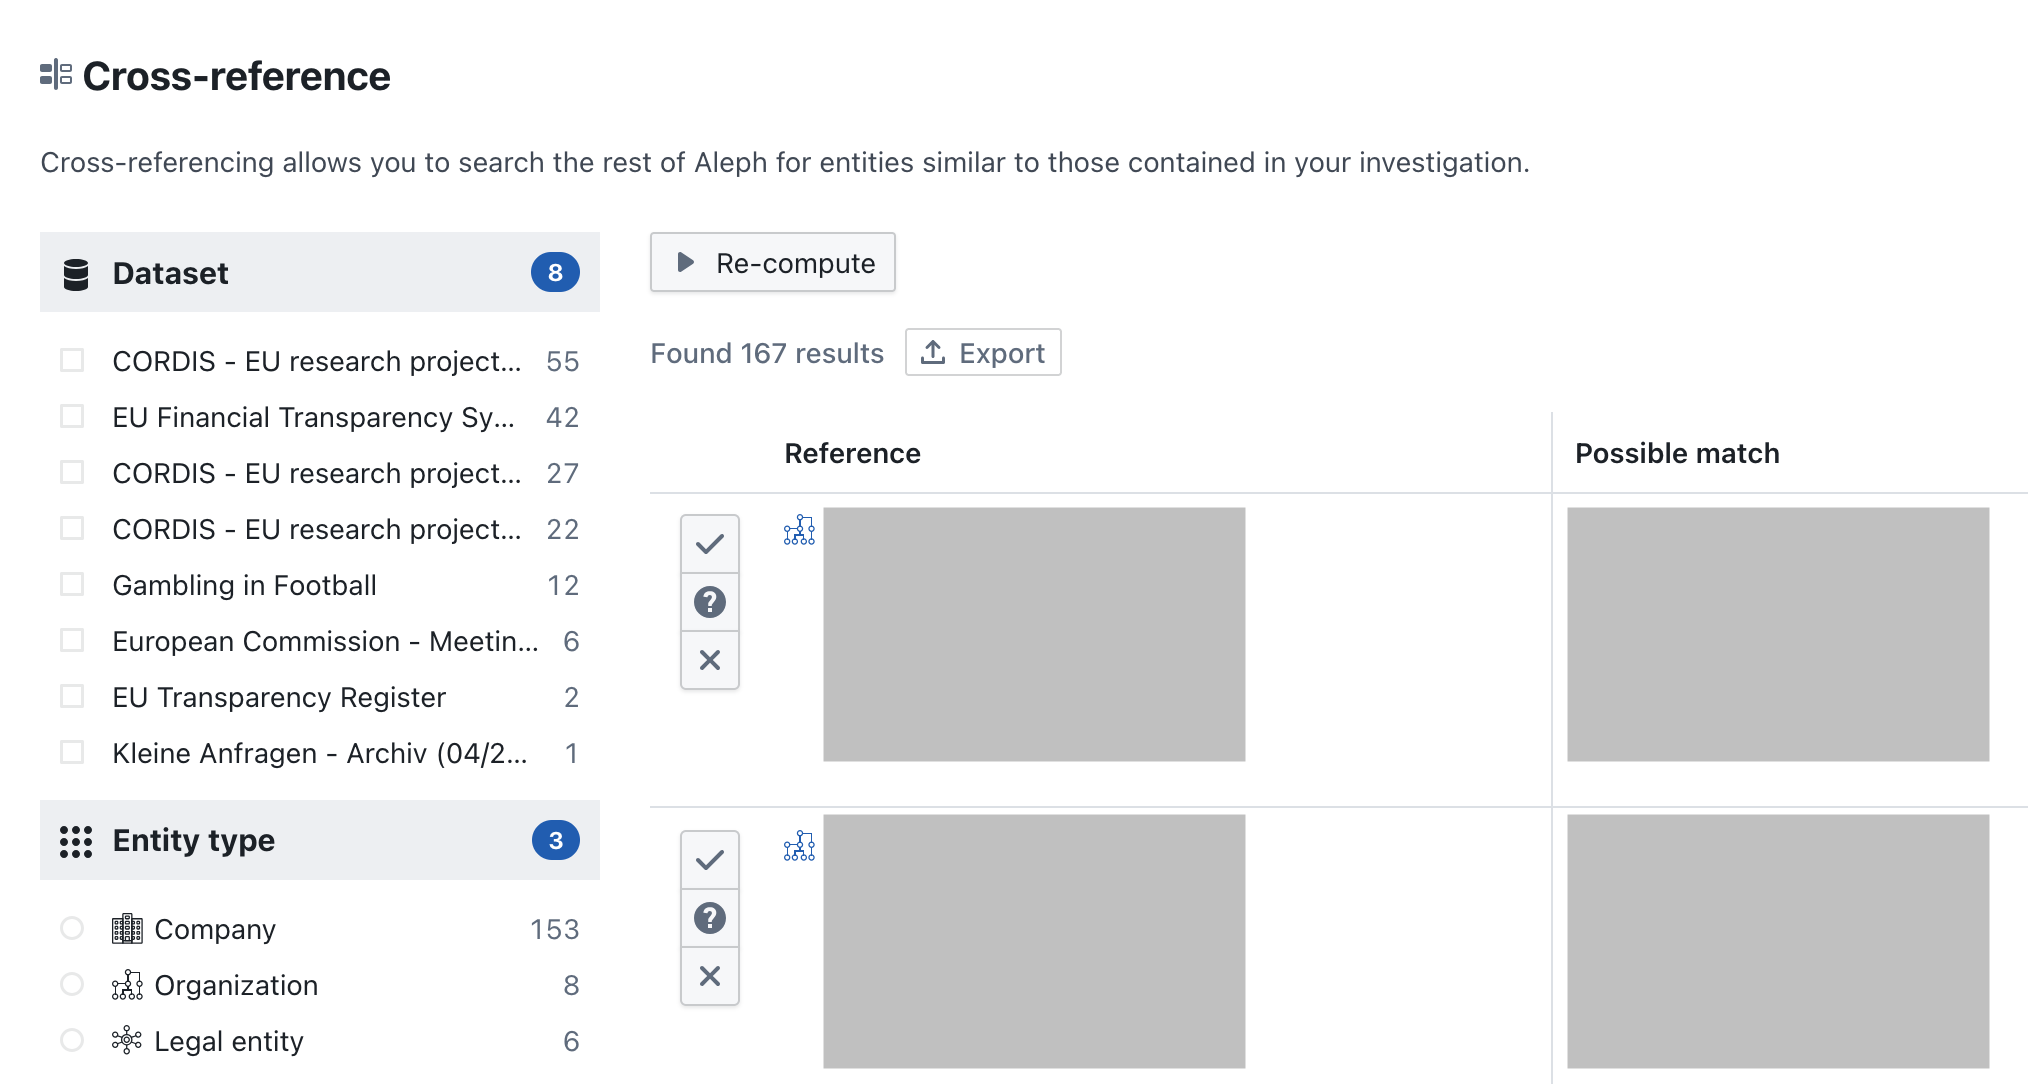 Cross-reference
Cross-referencing allows you to search the rest of Aleph for entities similar to those contained in your investigation.
Dataset 8
CORDIS - EU research project... 55
EU Financial Transparency Sy... 42
CORDIS - EU research project... 27
CORDIS - EU research project... 22
Gambling in Football 12
European Commission - Meetin... 6
EU Transparency Register 2
Kleine Anfragen - Archiv (04/2... 1
Entity type 3
Company 153
Organization 8
Legal entity 6
Re-compute
Found 167 results Export
Reference Possible match